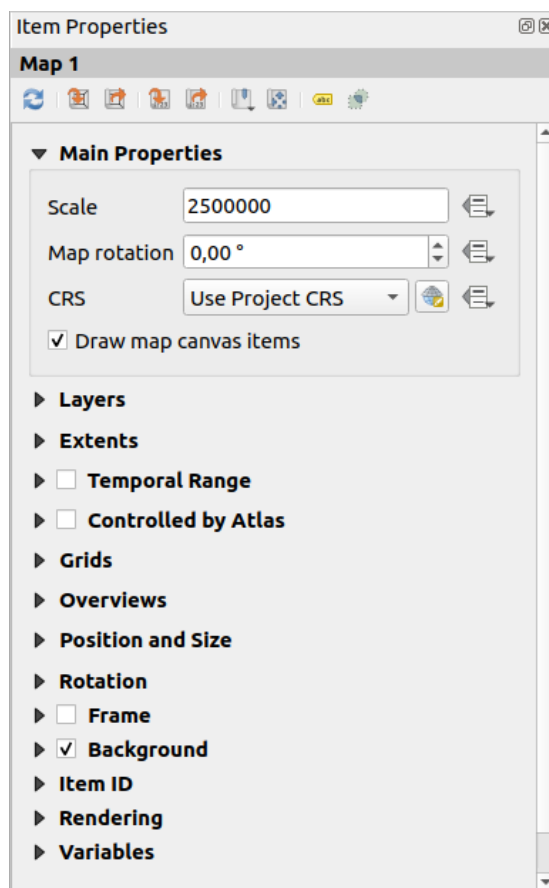 Item Properties
Map 1
Main Properties
Scale 2500000
Map rotation 0,00 °
CRS Use Project CRS
Draw map canvas items
Layers
Extents
Temporal Range
Controlled by Atlas
Grids
Overviews
Position and Size
Rotation
Frame
Background
Item ID
Rendering
Variables